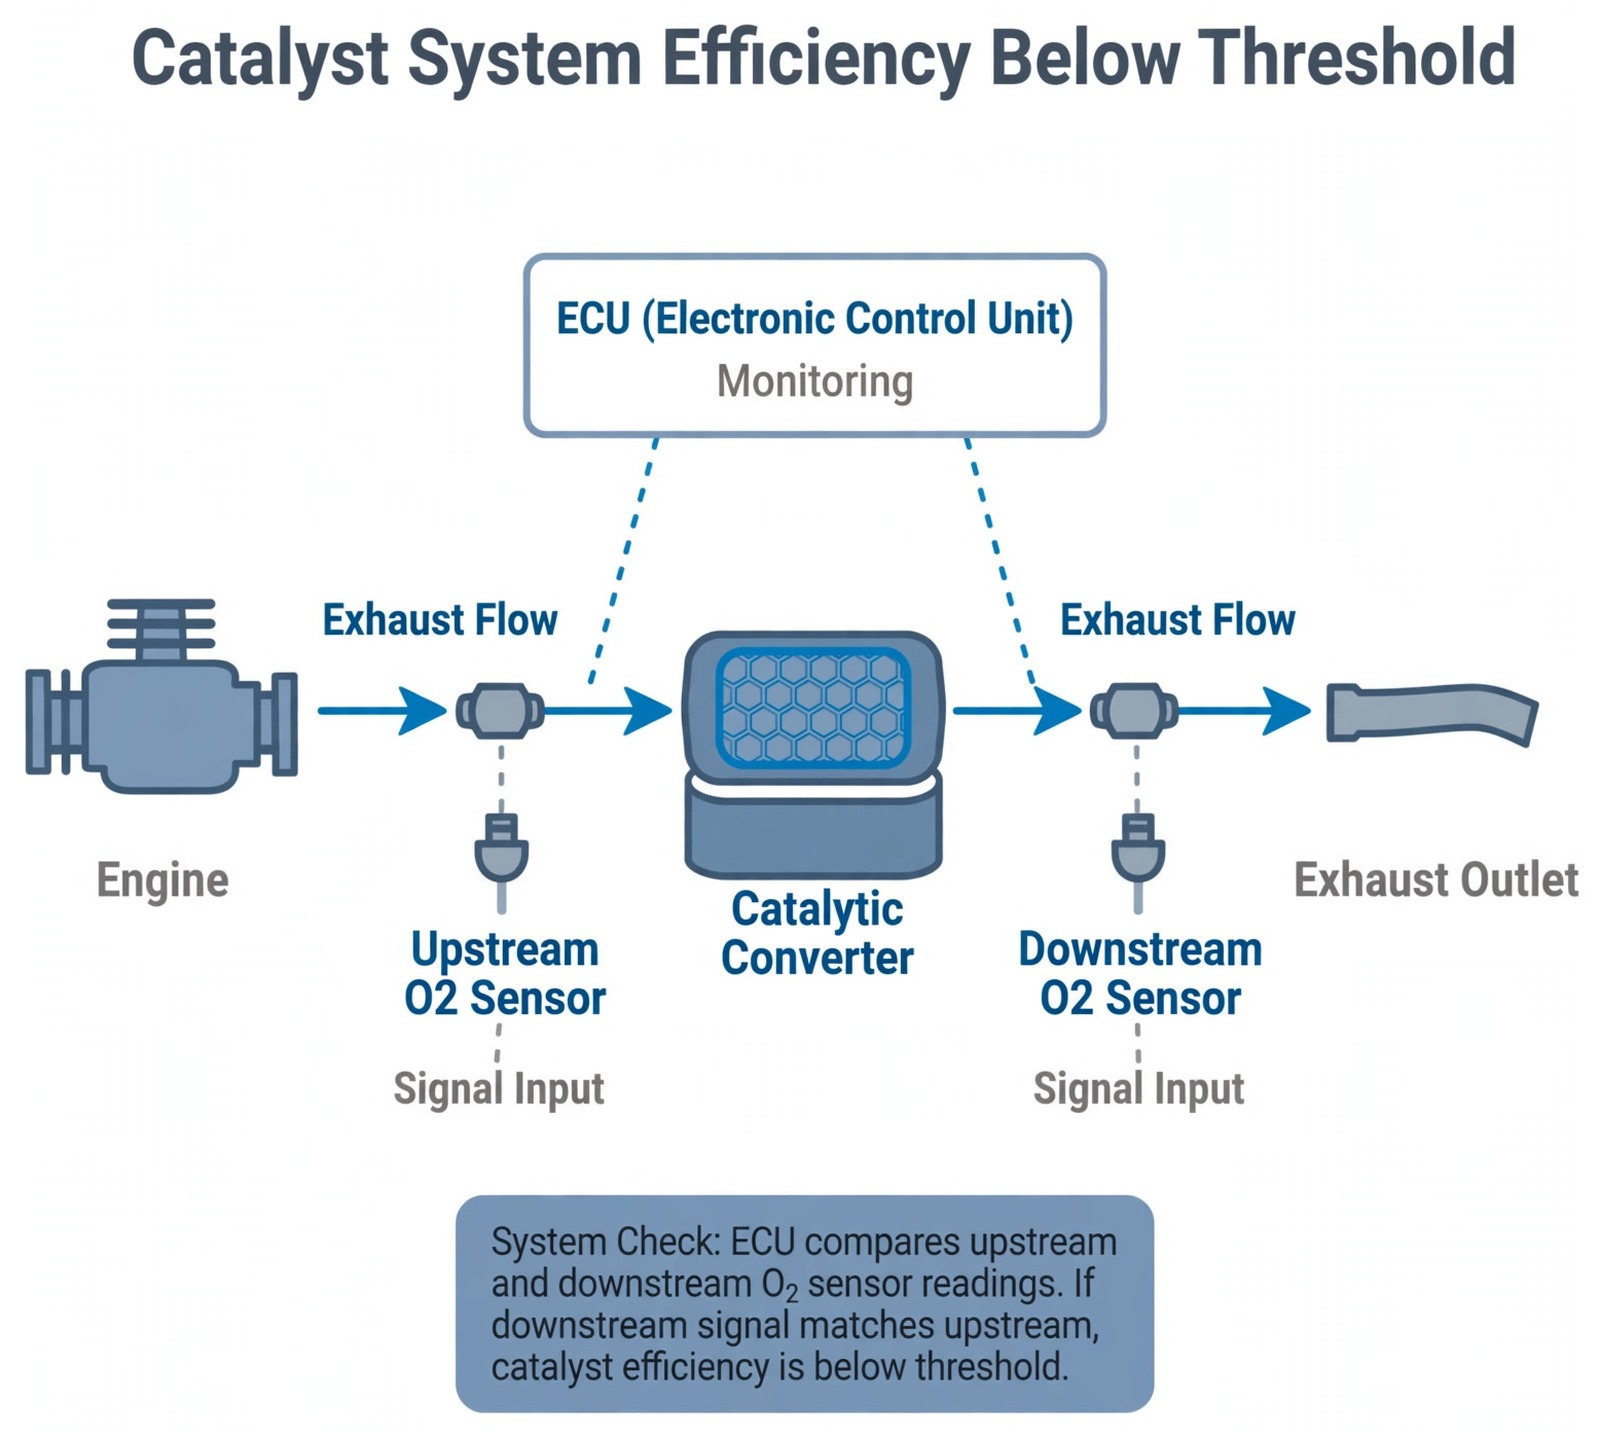 Catalyst System Efficiency Below Threshold
ECU (Electronic Control Unit)
Monitoring
Exhaust Flow
Exhaust Flow
Engine
Exhaust Outlet
Catalytic
Converter
Upstream
O2 Sensor
Downstream
O2 Sensor
Signal Input
Signal Input
System Check: ECU compares upstream
and downstream O₂ sensor readings. If
downstream signal matches upstream,
catalyst efficiency is below threshold.